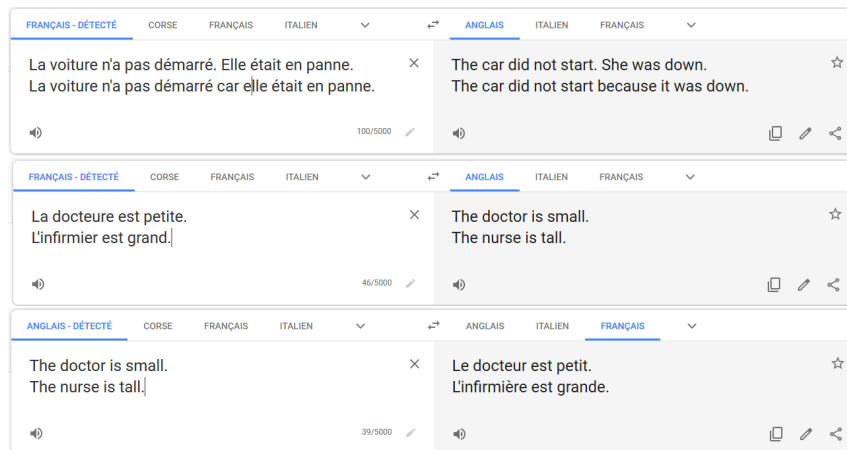 FRANÇAIS - DÉTECTÉ CORSE FRANÇAIS ITALIEN ANGLAIS ITALIEN FRANÇAIS
La voiture n'a pas démarré. Elle était en panne. The car did not start. She was down.
La voiture n'a pas démarré car elle était en panne. The car did not start because it was down.
100/5000
FRANÇAIS - DÉTECTÉ CORSE FRANÇAIS ITALIEN ANGLAIS ITALIEN FRANÇAIS
La docteure est petite. The doctor is small.
L'infirmier est grand. The nurse is tall.
46/5000
ANGLAIS - DÉTECTÉ CORSE FRANÇAIS ITALIEN ANGLAIS ITALIEN FRANÇAIS
The doctor is small. Le docteur est petit.
The nurse is tall. L'infirmière est grande.
39/5000